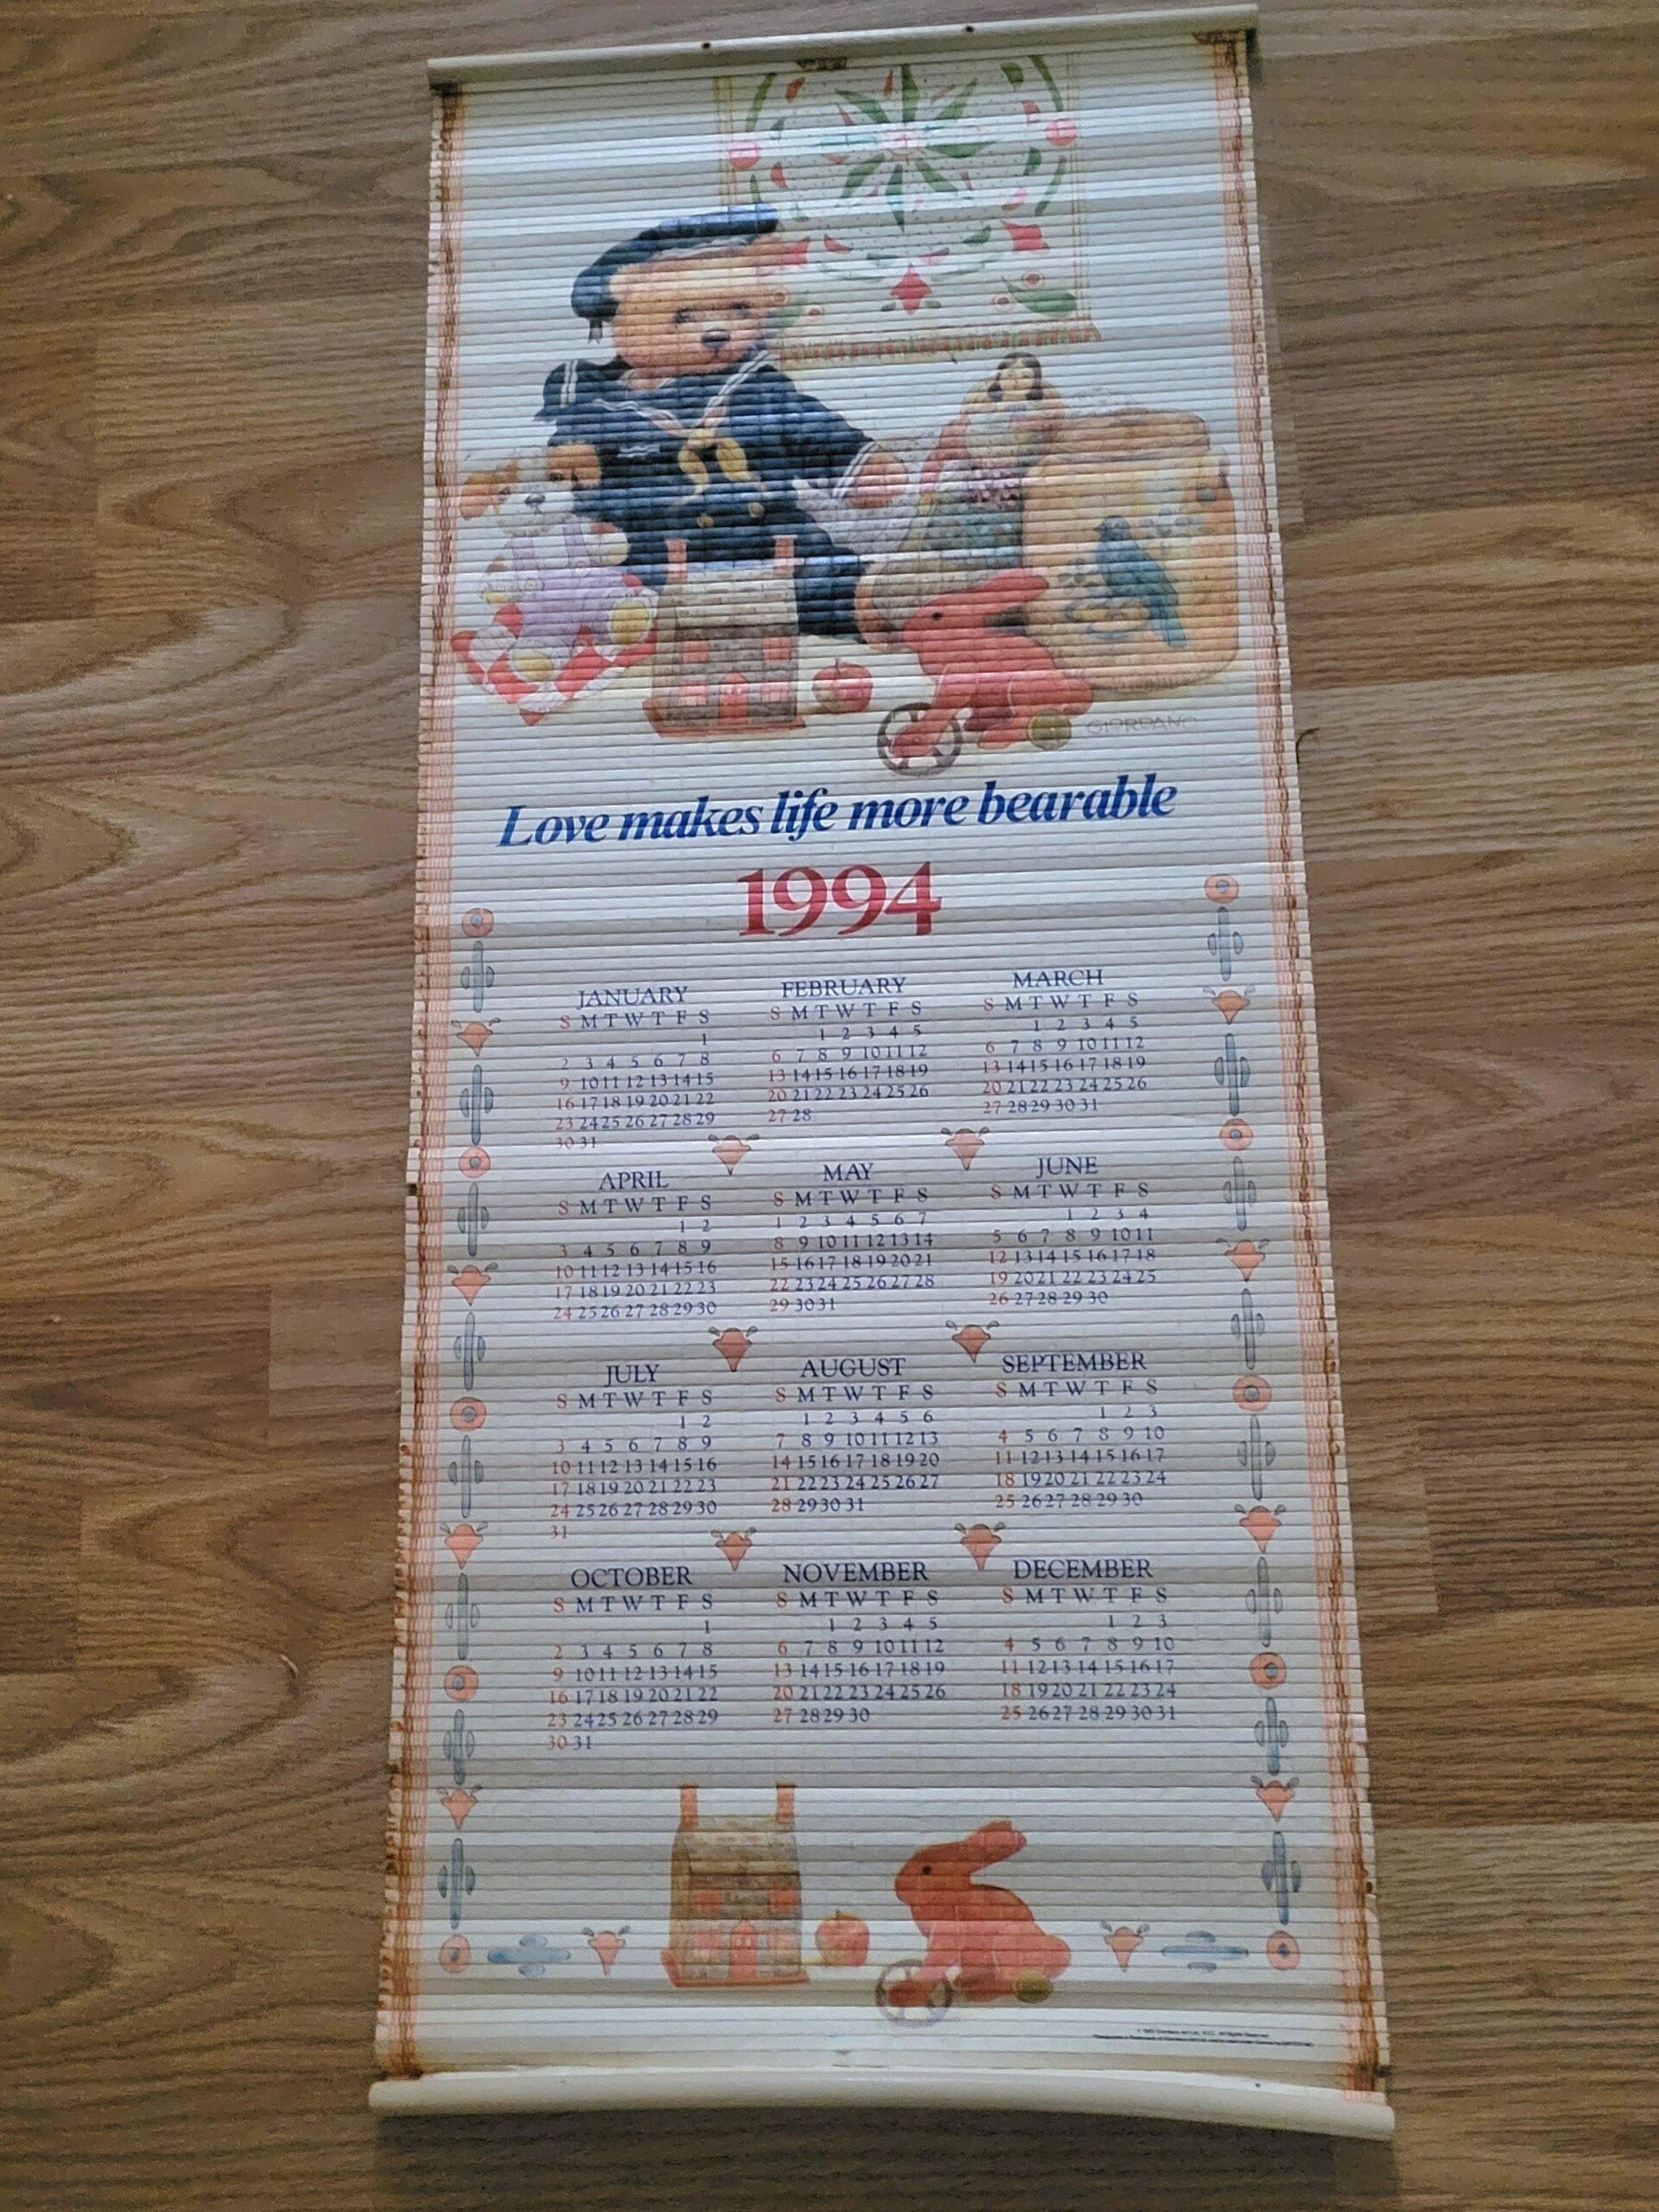 GIORDANO
Love makes life more bearable
1994
JANUARY FEBRUARY MARCH
S M T W T F S S M T W T F S S M T W T F S
1 1 2 3 4 5 1 2 3 4 5
2 3 4 5 6 7 8 6 7 8 9 10 11 12 6 7 8 9 10 11 12
9 10 11 12 13 14 15 13 14 15 16 17 18 19 13 14 15 16 17 18 19
16 17 18 19 20 21 22 20 21 22 23 24 25 26 20 21 22 23 24 25 26
23 24 25 26 27 28 29 27 28 27 28 29 30 31
30 31
APRIL MAY JUNE
S M T W T F S S M T W T F S S M T W T F S
1 2 1 2 3 4 5 6 7 1 2 3 4
3 4 5 6 7 8 9 8 9 10 11 12 13 14 5 6 7 8 9 10 11
10 11 12 13 14 15 16 15 16 17 18 19 20 21 12 13 14 15 16 17 18
17 18 19 20 21 22 23 22 23 24 25 26 27 28 19 20 21 22 23 24 25
24 25 26 27 28 29 30 29 30 31 26 27 28 29 30
JULY AUGUST SEPTEMBER
S M T W T F S S M T W T F S S M T W T F S
1 2 1 2 3 4 5 6 1 2 3
3 4 5 6 7 8 9 7 8 9 10 11 12 13 4 5 6 7 8 9 10
10 11 12 13 14 15 16 14 15 16 17 18 19 20 11 12 13 14 15 16 17
17 18 19 20 21 22 23 21 22 23 24 25 26 27 18 19 20 21 22 23 24
24 25 26 27 28 29 30 28 29 30 31 25 26 27 28 29 30
31
OCTOBER NOVEMBER DECEMBER
S M T W T F S S M T W T F S S M T W T F S
1 1 2 3 4 5 1 2 3
2 3 4 5 6 7 8 6 7 8 9 10 11 12 4 5 6 7 8 9 10
9 10 11 12 13 14 15 13 14 15 16 17 18 19 11 12 13 14 15 16 17
16 17 18 19 20 21 22 20 21 22 23 24 25 26 18 19 20 21 22 23 24
23 24 25 26 27 28 29 27 28 29 30 25 26 27 28 29 30 31
30 31